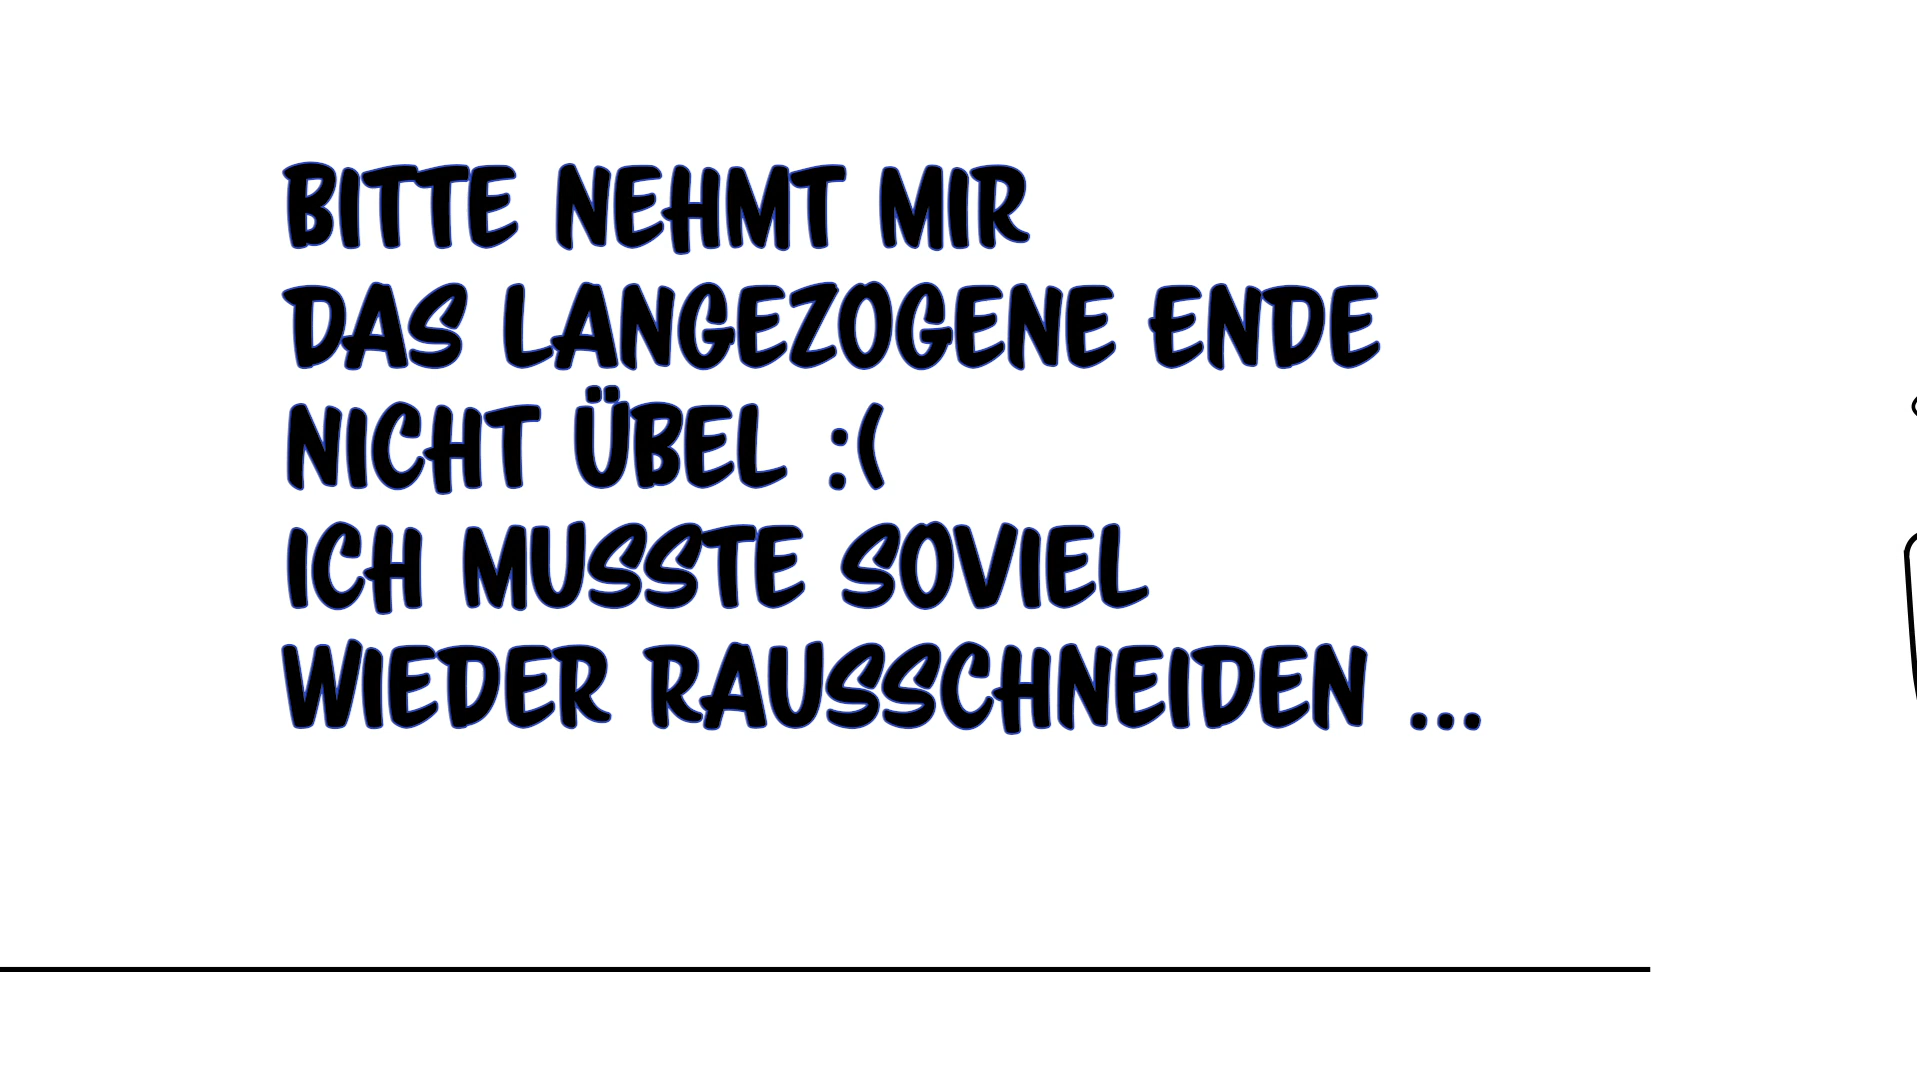 BITTE NEHMT MIR
DAS LANGEZOGENE ENDE
NICHT ÜBEL :(
ICH MUSSTE SOVIEL
WIEDER RAUSSCHNEIDEN ...